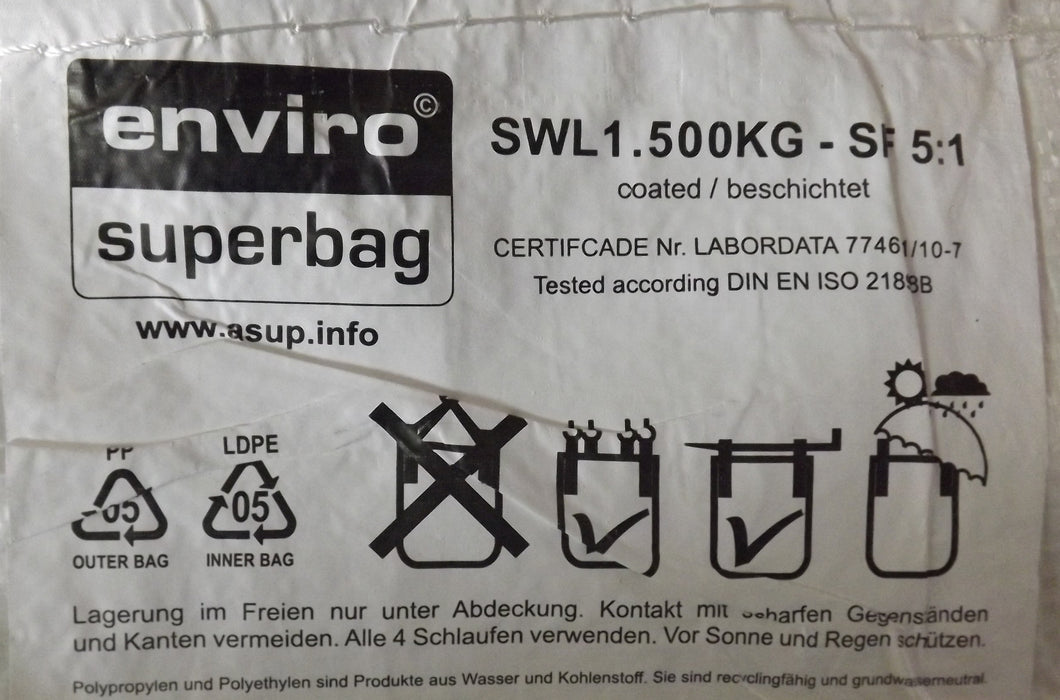 enviro©
superbag
www.asup.info
SWL1.500KG - SF 5:1
coated / beschichtet
CERTIFCADE Nr. LABORDATA 77461/10-7
Tested according DIN EN ISO 21898B
PP
05
OUTER BAG
LDPE
05
INNER BAG
Lagerung im Freien nur unter Abdeckung. Kontakt mit scharfen Gegensänden
und Kanten vermeiden. Alle 4 Schlaufen verwenden. Vor Sonne und Regen schützen.
Polypropylen und Polyethylen sind Produkte aus Wasser und Kohlenstoff. Sie sind recyclingfähig und grundwasserneutral.